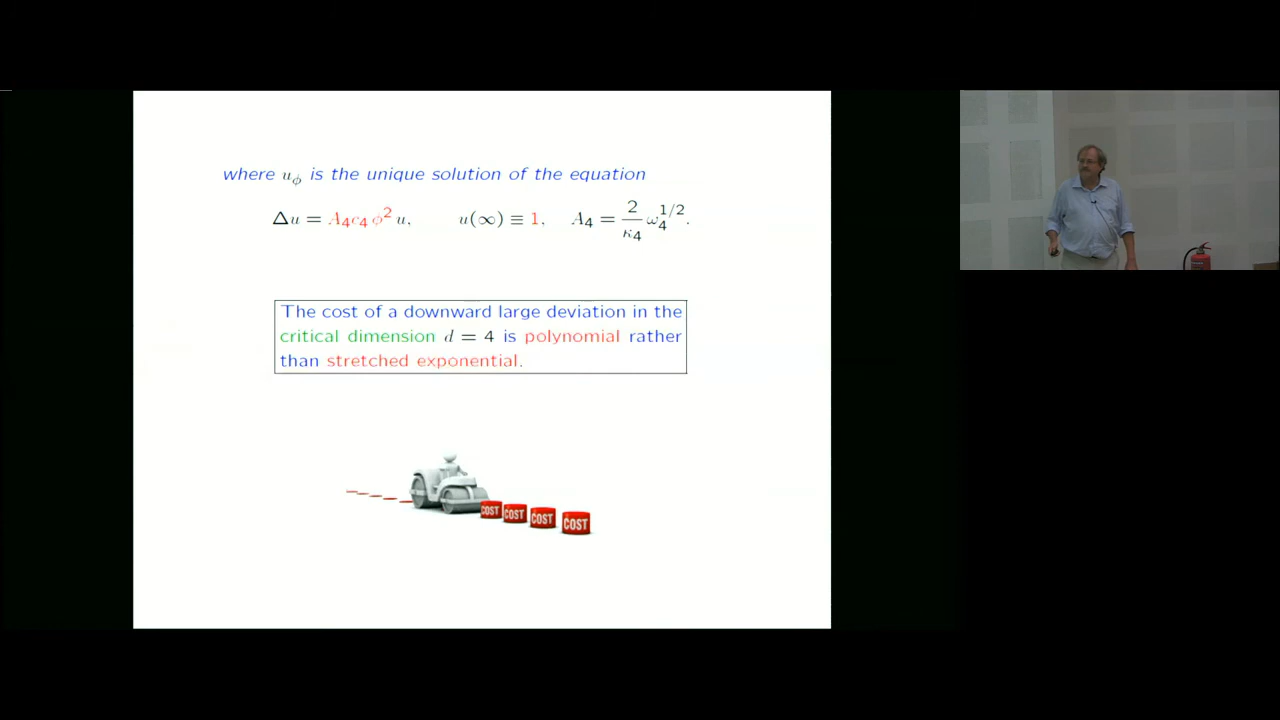 where u_ϕ is the unique solution of the equation
Δu = A₄c₄ ϕ² u,   u(∞) ≡ 1,   A₄ = 2/κ₄ ω₄^{1/2}.
The cost of a downward large deviation in the
critical dimension d = 4 is polynomial rather
than stretched exponential.
COST COST COST COST